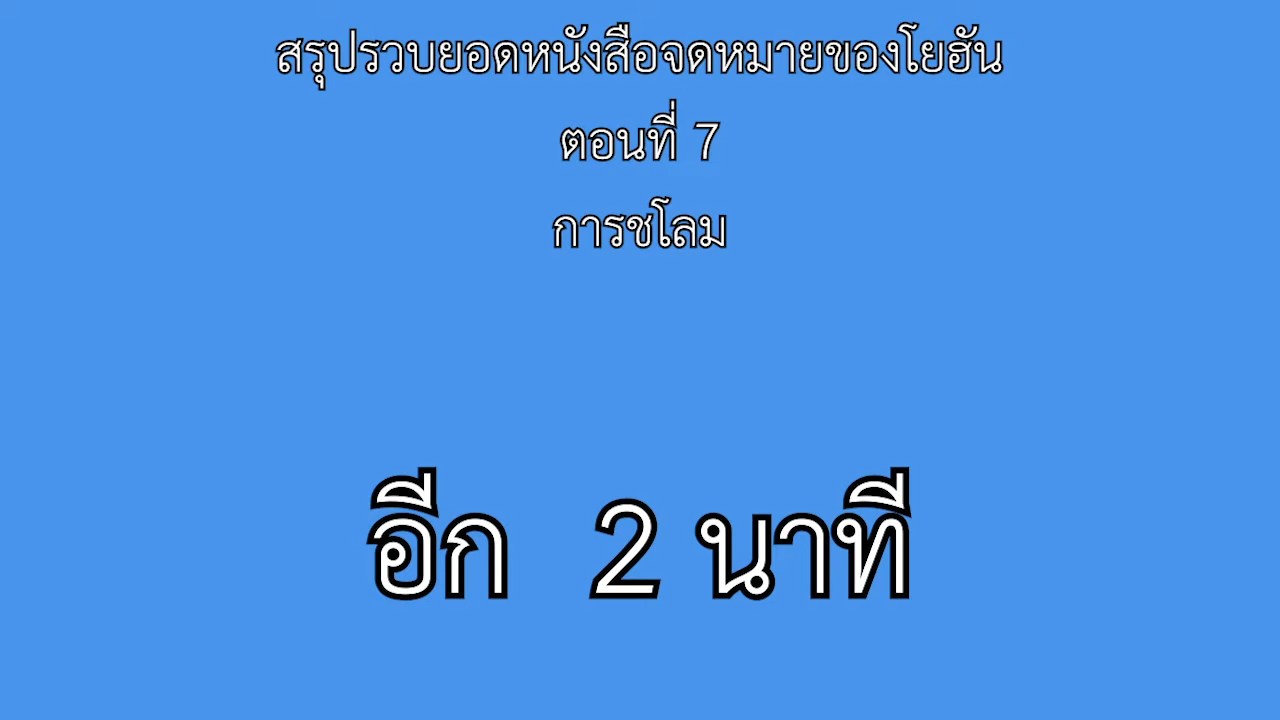 สรุปรวบยอดหนังสือจดหมายของโยฮัน
ตอนที่ 7
การชโลม
อีก 2 นาที